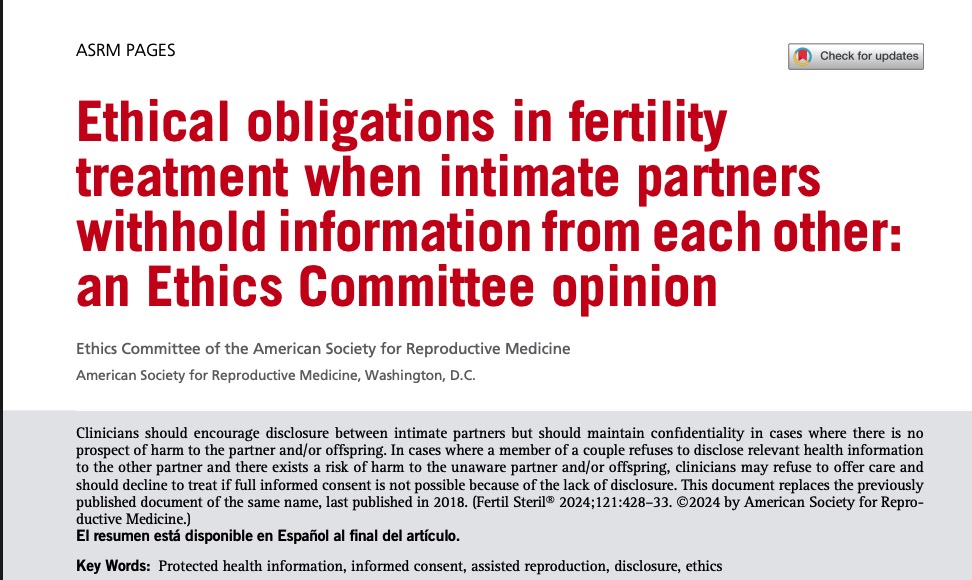 ASRM PAGES
Check for updates
Ethical obligations in fertility
treatment when intimate partners
withhold information from each other:
an Ethics Committee opinion
Ethics Committee of the American Society for Reproductive Medicine
American Society for Reproductive Medicine, Washington, D.C.
Clinicians should encourage disclosure between intimate partners but should maintain confidentiality in cases where there is no
prospect of harm to the partner and/or offspring. In cases where a member of a couple refuses to disclose relevant health information
to the other partner and there exists a risk of harm to the unaware partner and/or offspring, clinicians may refuse to offer care and
should decline to treat if full informed consent is not possible because of the lack of disclosure. This document replaces the previously
published document of the same name, last published in 2018. (Fertil Steril® 2024;121:428–33. ©2024 by American Society for Repro-
ductive Medicine.)
El resumen está disponible en Español al final del artículo.
Key Words: Protected health information, informed consent, assisted reproduction, disclosure, ethics